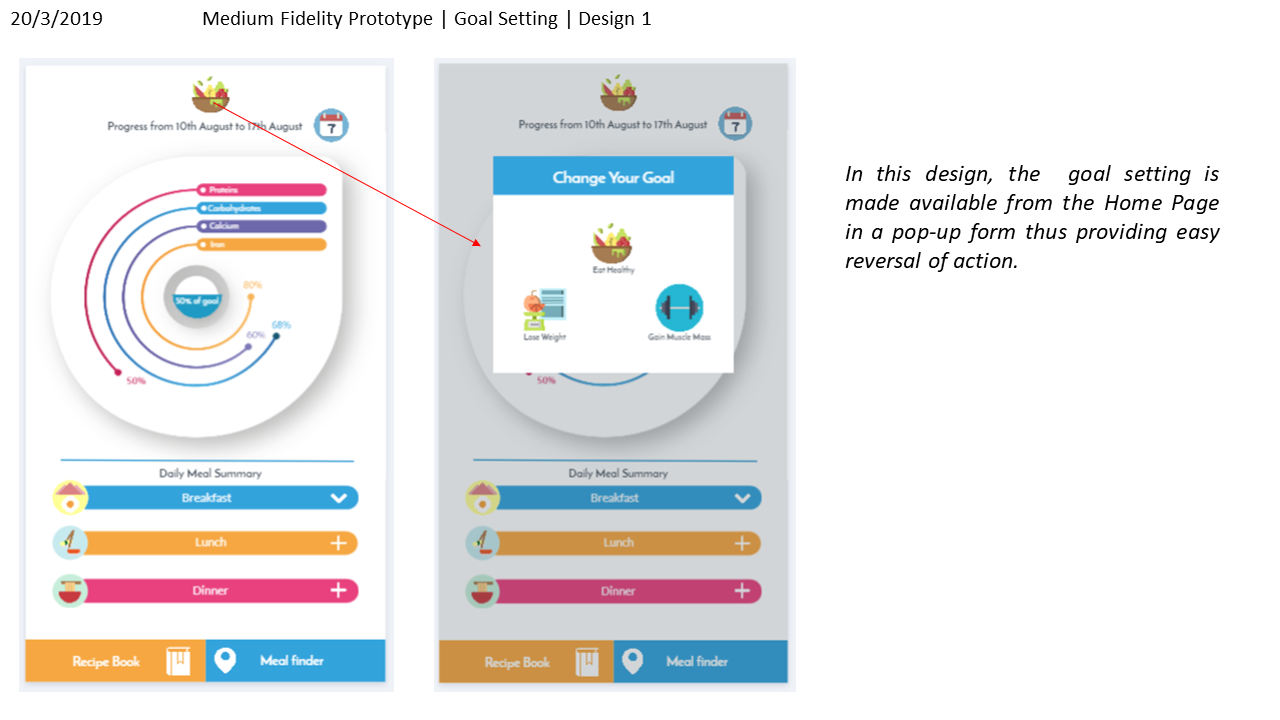 20/3/2019 Medium Fidelity Prototype | Goal Setting | Design 1
Progress from 10th August to 17th August
7
Proteins
Carbohydrates
Calcium
Iron
80%
50% of goal
68%
60%
50%
Daily Meal Summary
Breakfast
Lunch
Dinner
Recipe Book
Meal finder
Progress from 10th August to 17th August
7
Change Your Goal
Eat Healthy
Lose Weight
Gain Muscle Mass
50%
Daily Meal Summary
Breakfast
Lunch
Dinner
Recipe Book
Meal finder
In this design, the goal setting is
made available from the Home Page
in a pop-up form thus providing easy
reversal of action.